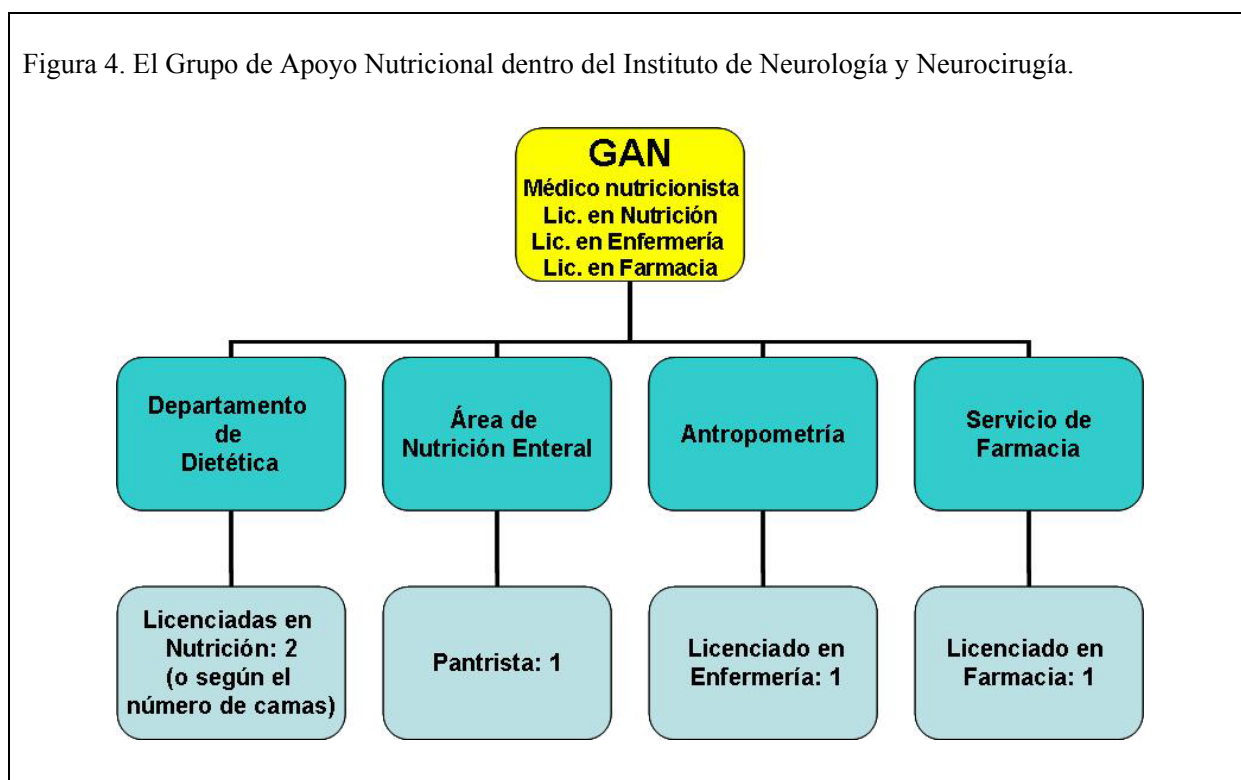 Figura 4. El Grupo de Apoyo Nutricional dentro del Instituto de Neurología y Neurocirugía.
GAN
Médico nutricionista
Lic. en Nutrición
Lic. en Enfermería
Lic. en Farmacia
Departamento
de
Dietética
Área de
Nutrición Enteral
Antropometría
Servicio de
Farmacia
Licenciadas en
Nutrición: 2
(o según el
número de camas)
Pantrista: 1
Licenciado en
Enfermería: 1
Licenciado en
Farmacia: 1